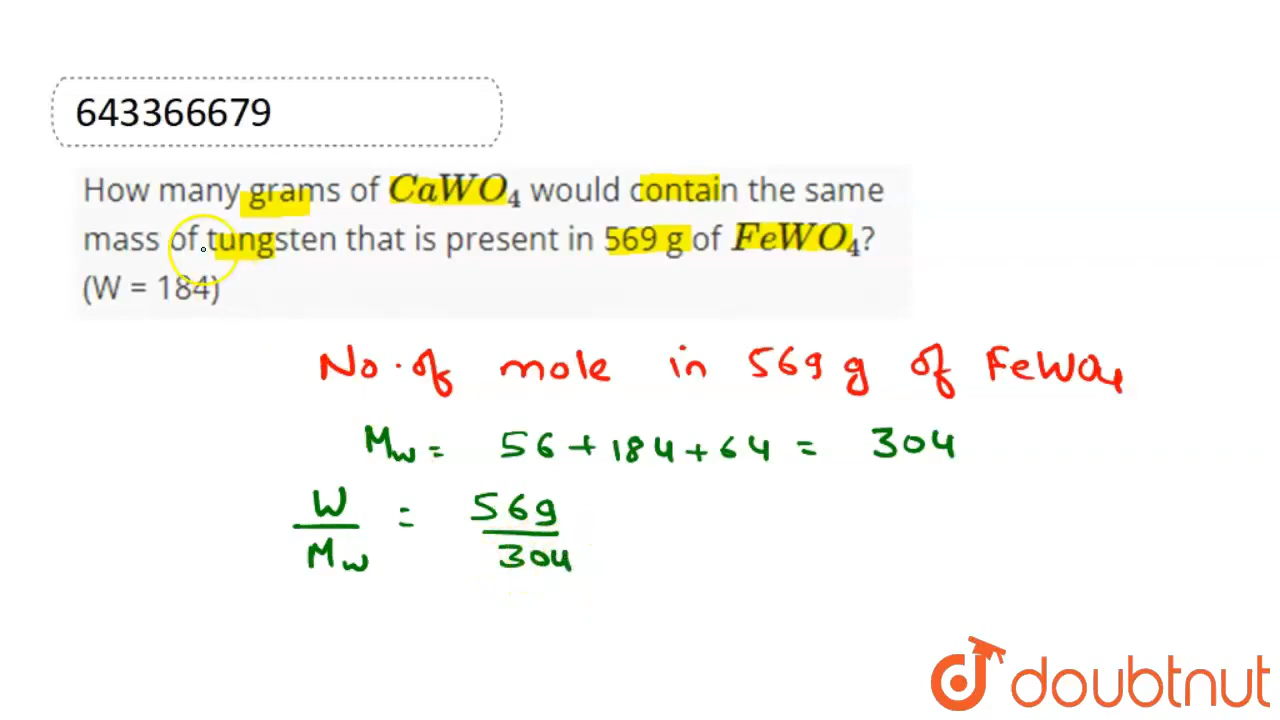 643366679
How many grams of CaWO₄ would contain the same
mass of tungsten that is present in 569 g of FeWO₄?
(W = 184)
No. of mole in 569 g of FeWO4
Mw = 56 + 184 + 64 = 304
W/Mw = 569/304
doubtnut